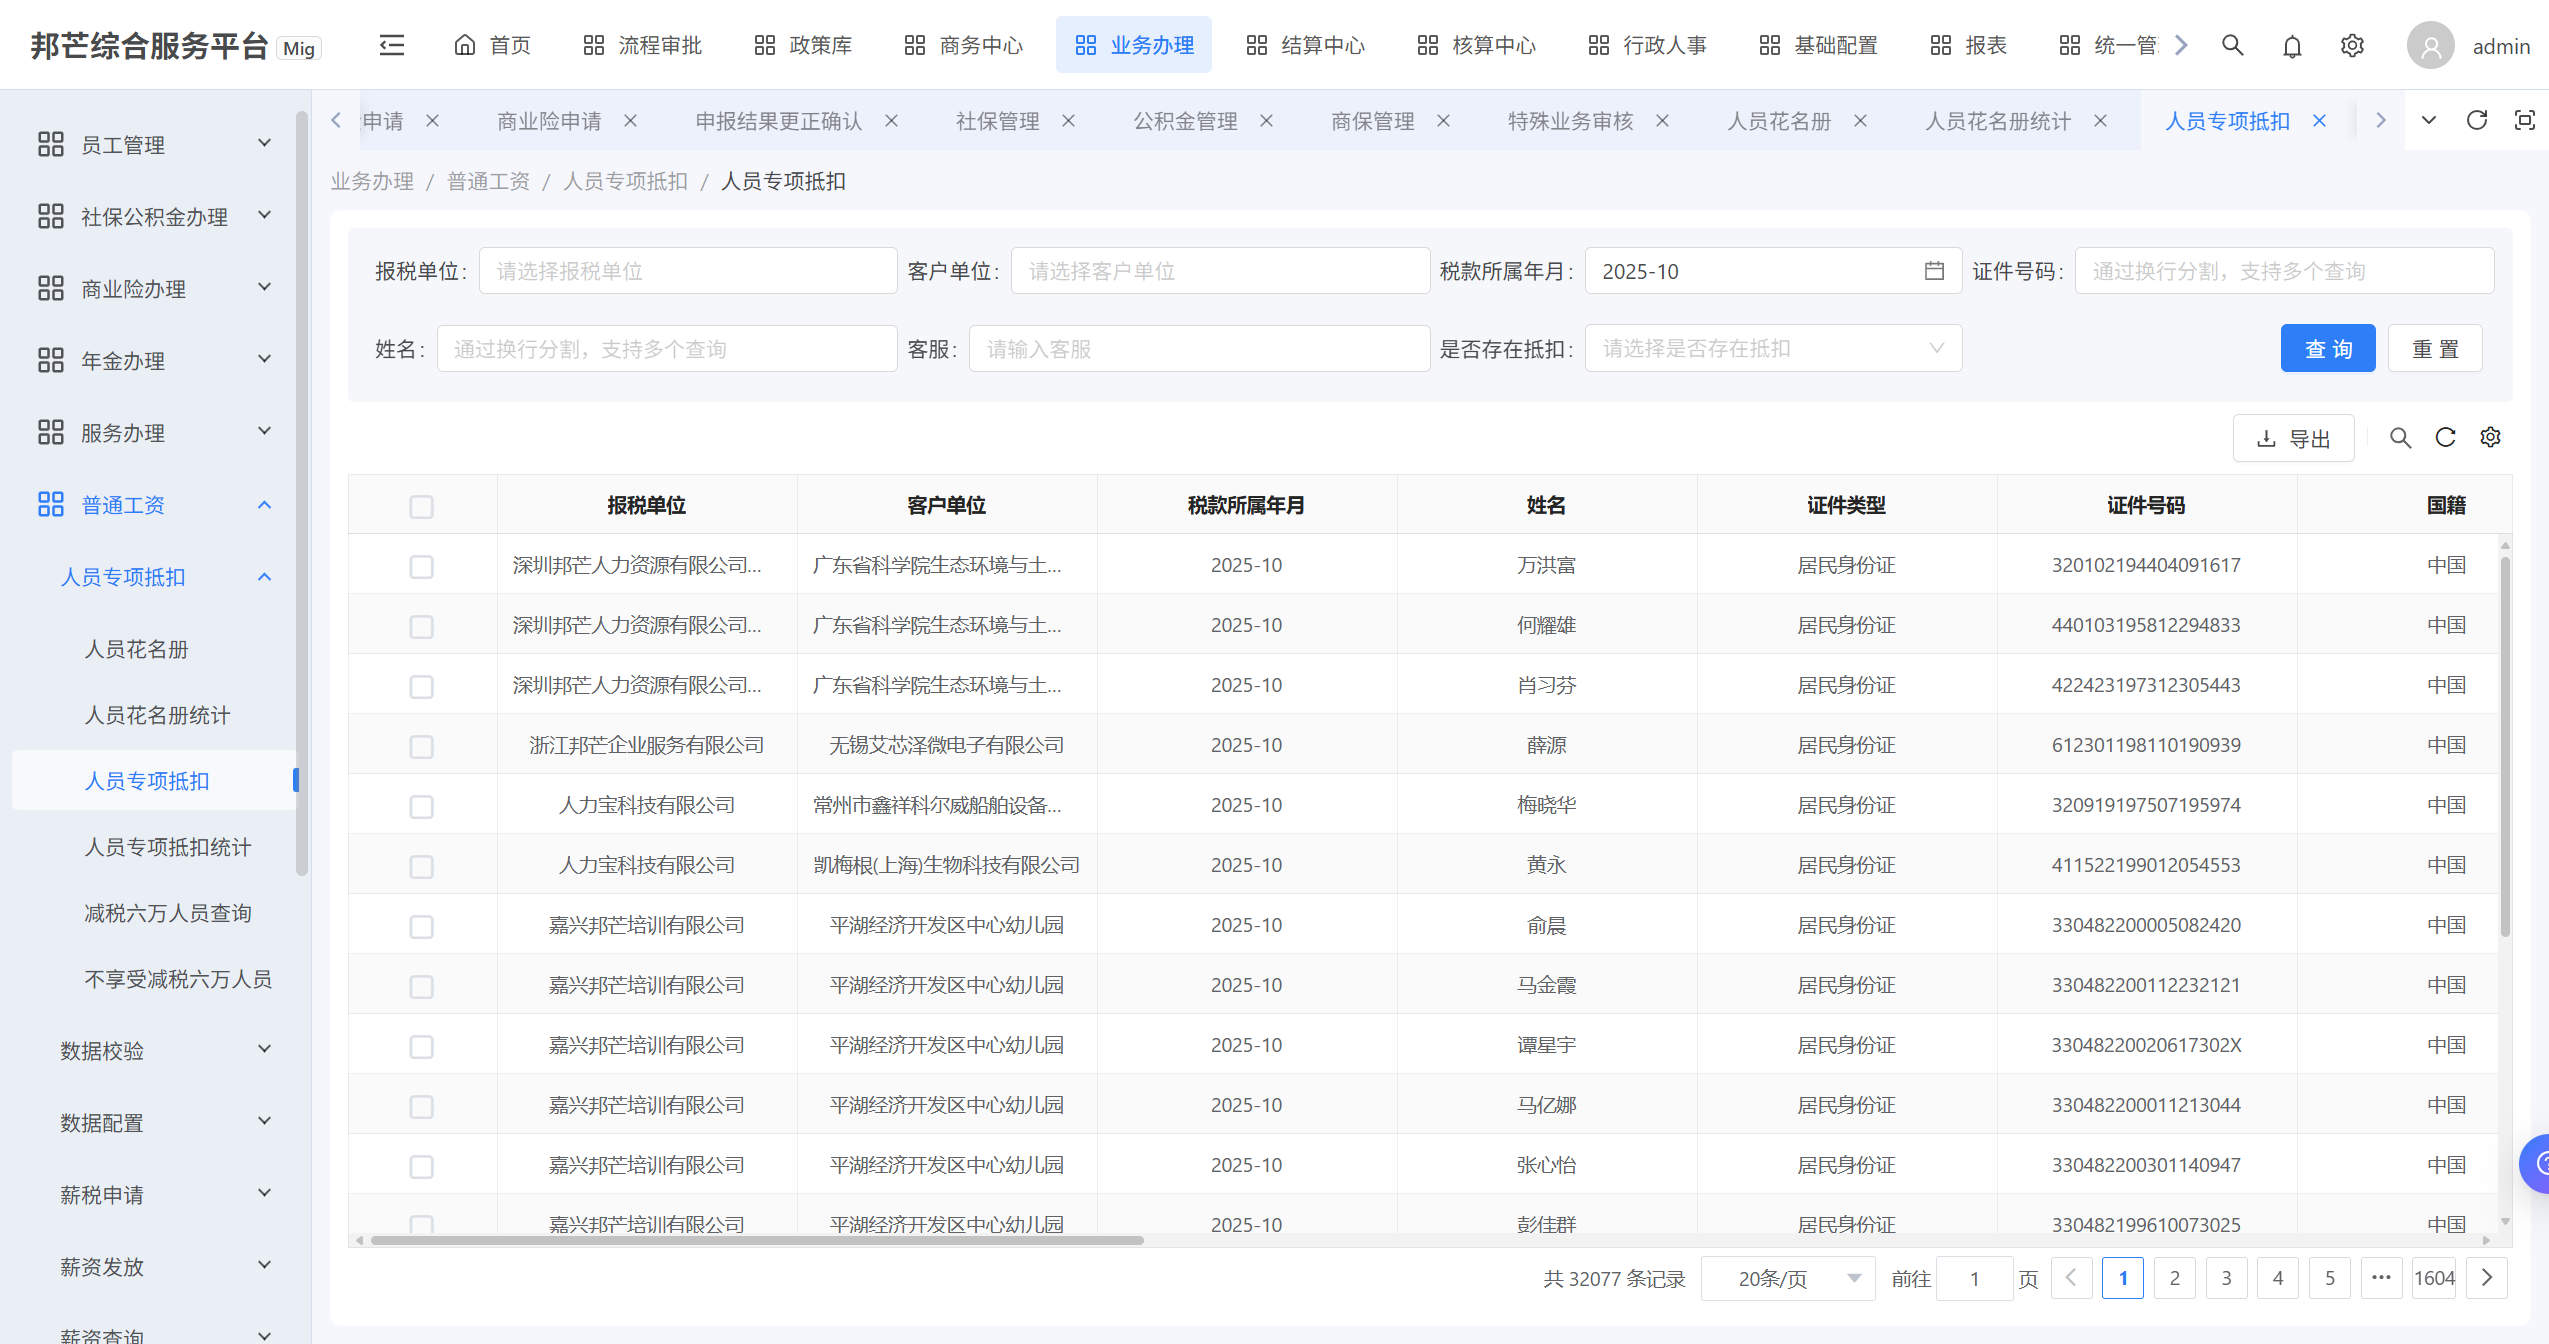 邦芒综合服务平台 Mig 首页 流程审批 政策库 商务中心 业务办理 结算中心 核算中心 行政人事 基础配置 报表 统一管 admin
申请 商业险申请 申报结果更正确认 社保管理 公积金管理 商保管理 特殊业务审核 人员花名册 人员花名册统计 人员专项抵扣
业务办理 / 普通工资 / 人员专项抵扣 / 人员专项抵扣
员工管理
社保公积金办理
商业险办理
年金办理
服务办理
普通工资
人员专项抵扣
人员花名册
人员花名册统计
人员专项抵扣
人员专项抵扣统计
减税六万人员查询
不享受减税六万人员
数据校验
数据配置
薪税申请
薪资发放
薪资查询
报税单位: 请选择报税单位 客户单位: 请选择客户单位 税款所属年月: 2025-10 证件号码: 通过换行分割，支持多个查询
姓名: 通过换行分割，支持多个查询 客服: 请输入客服 是否存在抵扣: 请选择是否存在抵扣 查 询 重 置
导出
报税单位 客户单位 税款所属年月 姓名 证件类型 证件号码 国籍
深圳邦芒人力资源有限公司... 广东省科学院生态环境与土... 2025-10 万洪富 居民身份证 320102194404091617 中国
深圳邦芒人力资源有限公司... 广东省科学院生态环境与土... 2025-10 何耀雄 居民身份证 440103195812294833 中国
深圳邦芒人力资源有限公司... 广东省科学院生态环境与土... 2025-10 肖习芬 居民身份证 422423197312305443 中国
浙江邦芒企业服务有限公司 无锡艾芯泽微电子有限公司 2025-10 薛源 居民身份证 612301198110190939 中国
人力宝科技有限公司 常州市鑫祥科尔威船舶设备... 2025-10 梅晓华 居民身份证 320919197507195974 中国
人力宝科技有限公司 凯梅根(上海)生物科技有限公司 2025-10 黄永 居民身份证 411522199012054553 中国
嘉兴邦芒培训有限公司 平湖经济开发区中心幼儿园 2025-10 俞晨 居民身份证 330482200005082420 中国
嘉兴邦芒培训有限公司 平湖经济开发区中心幼儿园 2025-10 马金霞 居民身份证 330482200112232121 中国
嘉兴邦芒培训有限公司 平湖经济开发区中心幼儿园 2025-10 谭星宇 居民身份证 33048220020617302X 中国
嘉兴邦芒培训有限公司 平湖经济开发区中心幼儿园 2025-10 马亿娜 居民身份证 330482200011213044 中国
嘉兴邦芒培训有限公司 平湖经济开发区中心幼儿园 2025-10 张心怡 居民身份证 330482200301140947 中国
嘉兴邦芒培训有限公司 平湖经济开发区中心幼儿园 2025-10 彭佳群 居民身份证 330482199610073025 中国
共 32077 条记录 20条/页 前往 1 页 1 2 3 4 5 ••• 1604